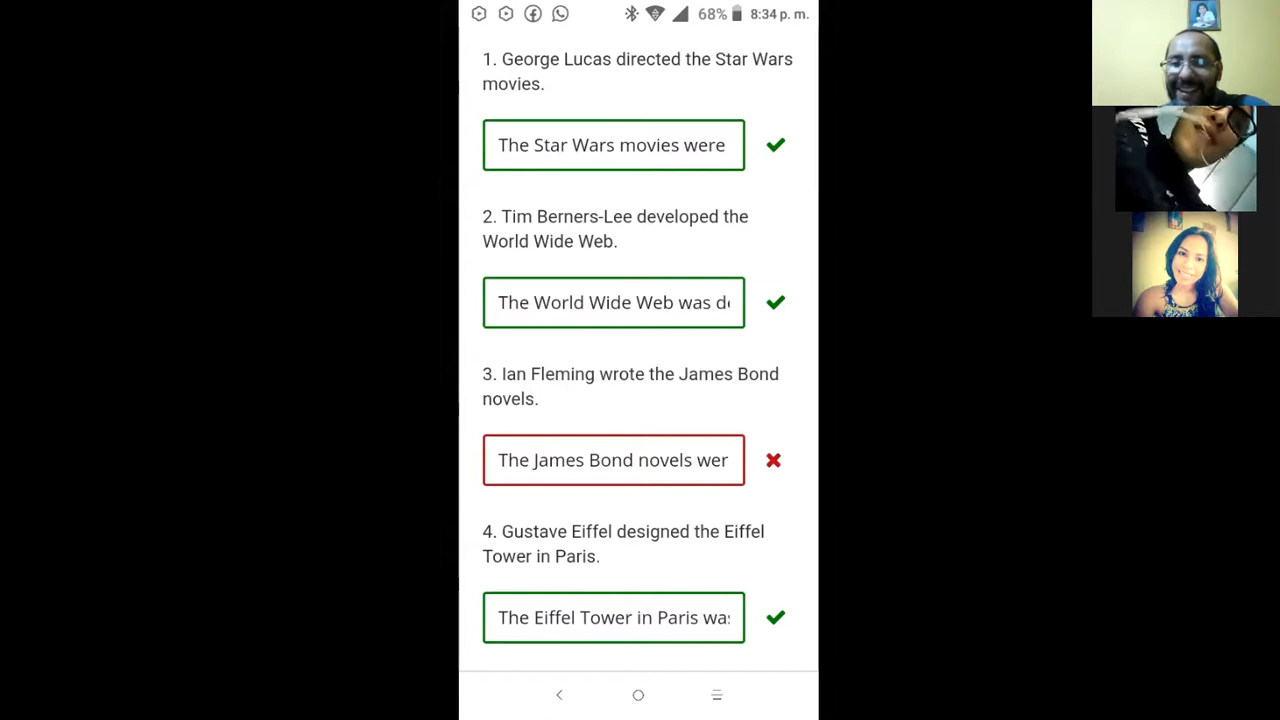 68% 8:34 p. m.
1. George Lucas directed the Star Wars
movies.
The Star Wars movies were
2. Tim Berners-Lee developed the
World Wide Web.
The World Wide Web was de
3. Ian Fleming wrote the James Bond
novels.
The James Bond novels wer
4. Gustave Eiffel designed the Eiffel
Tower in Paris.
The Eiffel Tower in Paris was